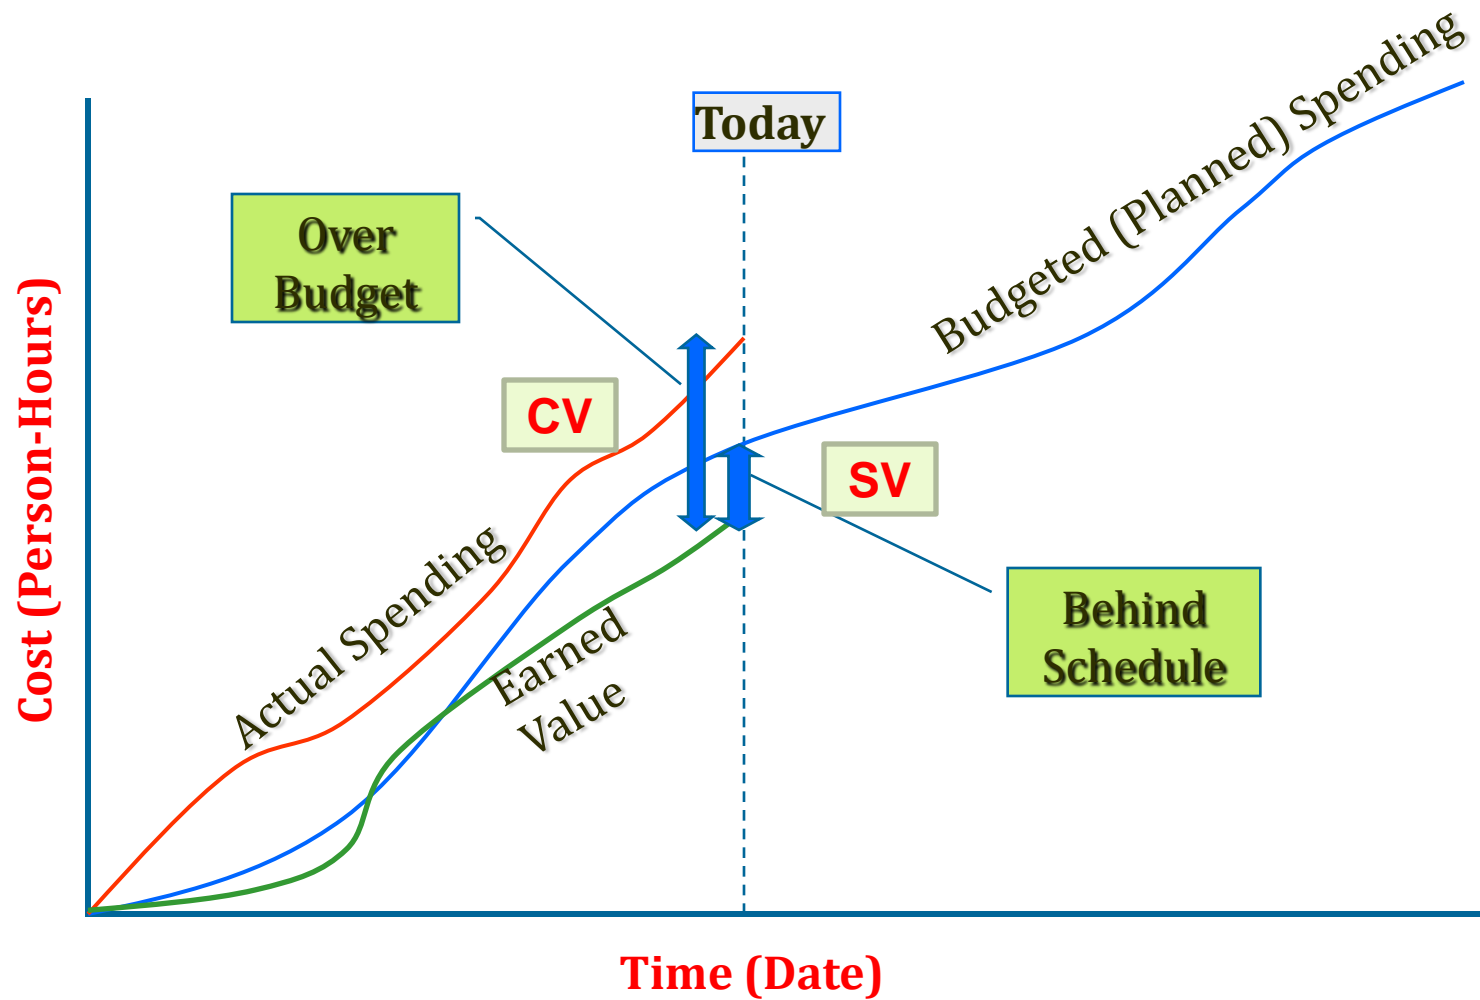 Today
Budgeted (Planned) Spending
Over
Budget
CV
SV
Actual Spending
Earned
Value
Behind
Schedule
Cost (Person-Hours)
Time (Date)